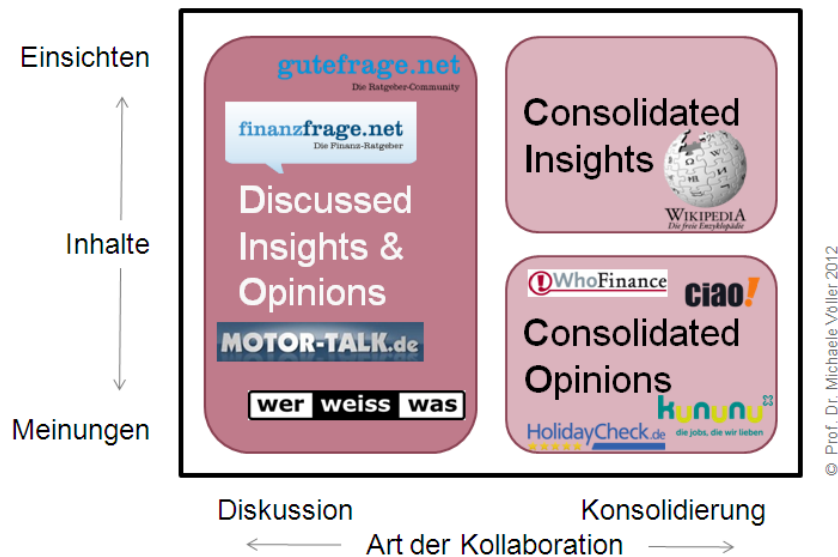 Einsichten
Inhalte
Meinungen
gutefrage.net
Die Ratgeber-Community
finanzfrage.net
Die Finanz-Ratgeber
Discussed
Insights &
Opinions
MOTOR-TALK.de
wer weiss was
Consolidated
Insights
WIKIPEDIA
Die freie Enzyklopädie
!WhoFinance
ciao!
Consolidated
Opinions
kununu
die jobs, die wir lieben
HolidayCheck.de
Diskussion
Konsolidierung
Art der Kollaboration
© Prof. Dr. Michaele Völler 2012